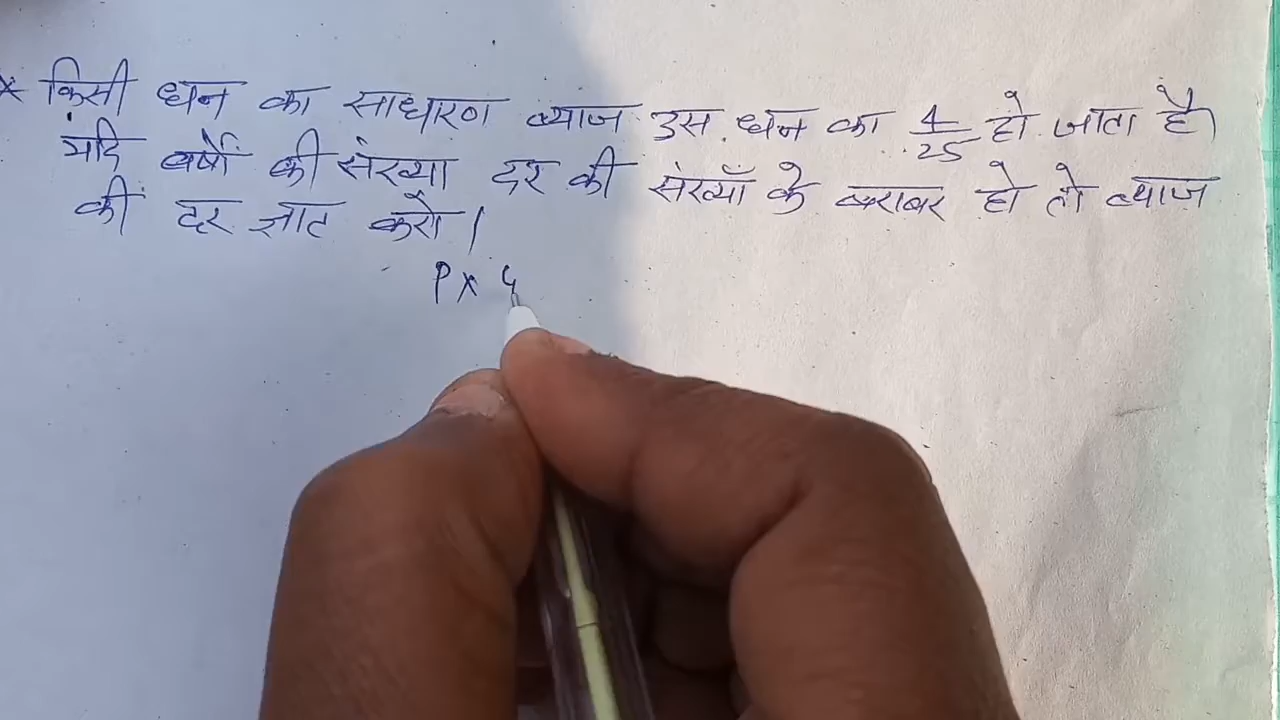 * किसी धन का साधारण ब्याज उस धन का 4/25 हो जाता है।
यदि वर्षों की संख्या दर की संख्याँ के बराबर हो तो ब्याज
की दर ज्ञात करो।
P × 4